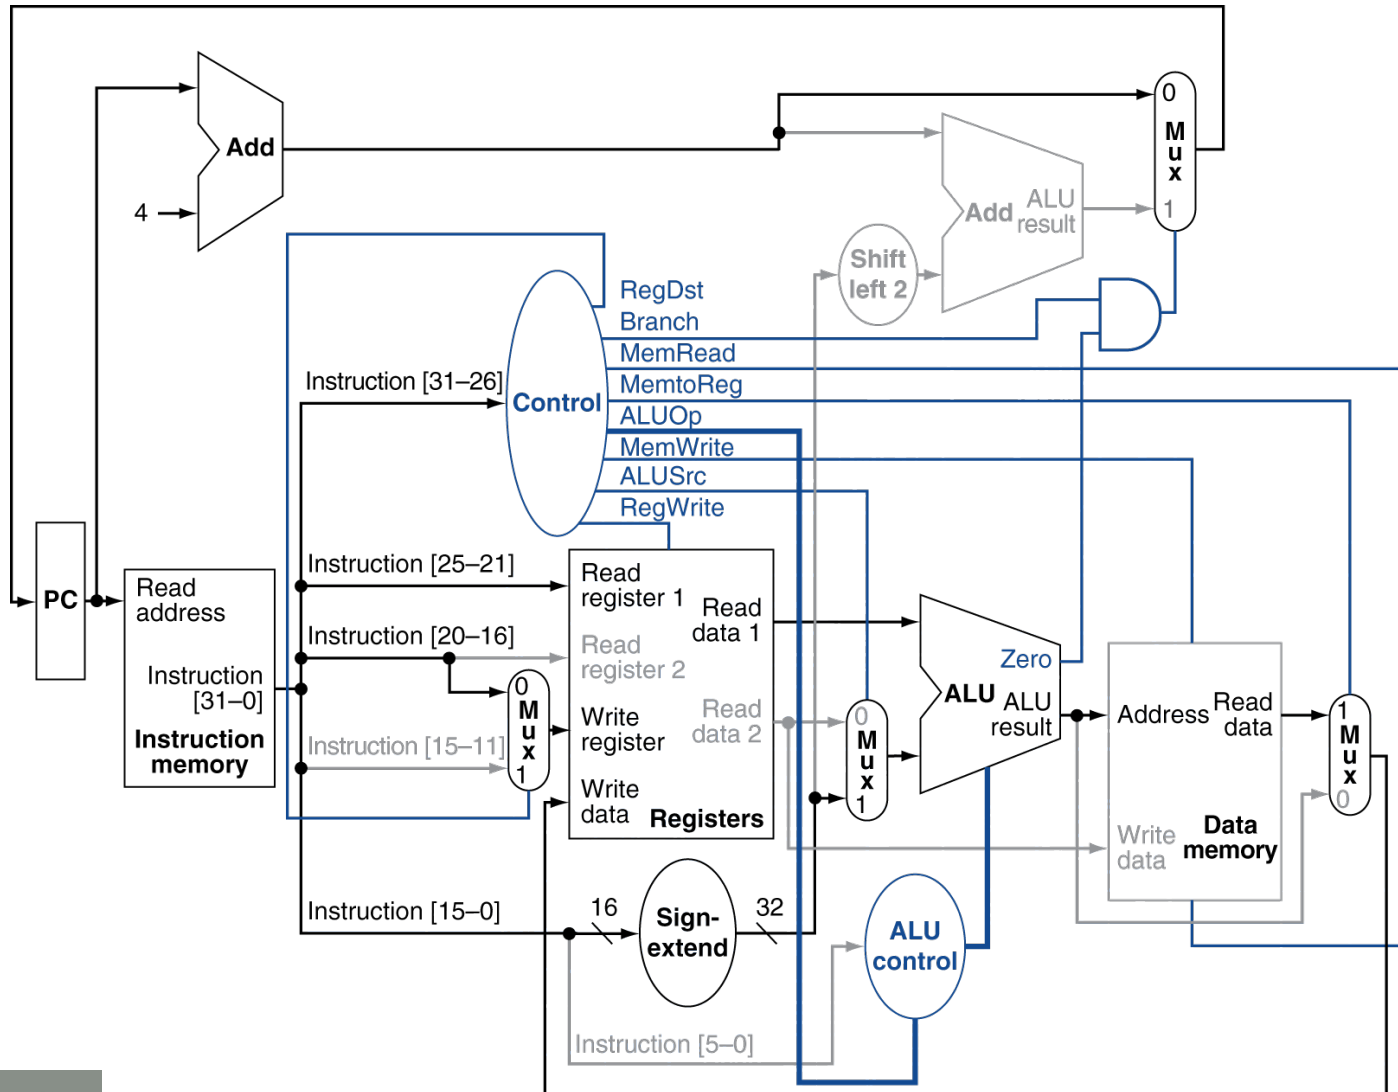 0
M
u
x
1
Add
4
Add
ALU
result
Shift
left 2
RegDst
Branch
MemRead
MemtoReg
ALUOp
MemWrite
ALUSrc
RegWrite
Instruction [31–26]
Control
PC
Read
address
Instruction
[31–0]
Instruction
memory
Instruction [25–21]
Instruction [20–16]
Instruction [15–11]
0
M
u
x
1
Read
register 1
Read
register 2
Write
register
Write
data
Read
data 1
Read
data 2
Registers
0
M
u
x
1
Zero
ALU
ALU
result
Address
Read
data
Write
data
Data
memory
1
M
u
x
0
Instruction [15–0]
16
Sign-
extend
32
ALU
control
Instruction [5–0]